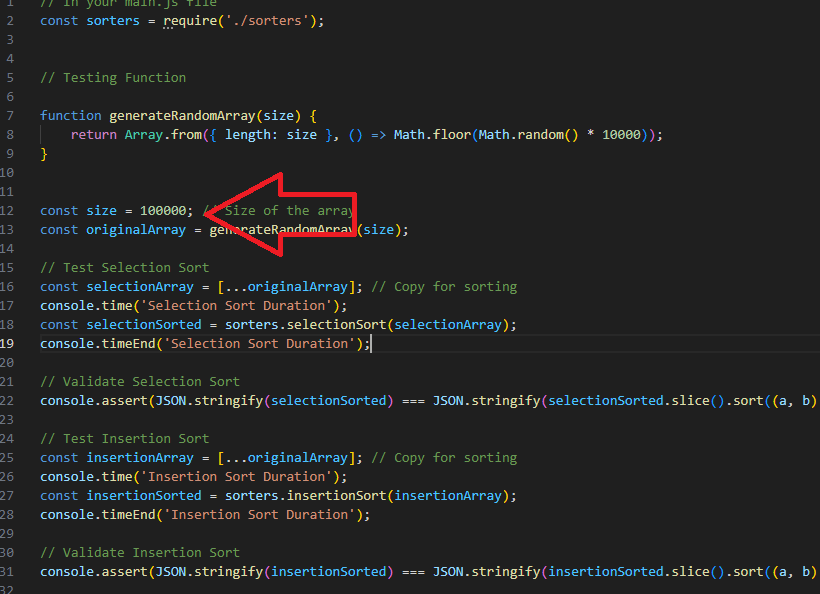 1 // In your main.js file
2 const sorters = require('./sorters');
3
4
5 // Testing Function
6
7 function generateRandomArray(size) {
8 return Array.from({ length: size }, () => Math.floor(Math.random() * 10000));
9 }
10
11
12 const size = 100000; // Size of the array
13 const originalArray = generateRandomArray(size);
14
15 // Test Selection Sort
16 const selectionArray = [...originalArray]; // Copy for sorting
17 console.time('Selection Sort Duration');
18 const selectionSorted = sorters.selectionSort(selectionArray);
19 console.timeEnd('Selection Sort Duration');
20
21 // Validate Selection Sort
22 console.assert(JSON.stringify(selectionSorted) === JSON.stringify(selectionSorted.slice().sort((a, b)
23
24 // Test Insertion Sort
25 const insertionArray = [...originalArray]; // Copy for sorting
26 console.time('Insertion Sort Duration');
27 const insertionSorted = sorters.insertionSort(insertionArray);
28 console.timeEnd('Insertion Sort Duration');
29
30 // Validate Insertion Sort
31 console.assert(JSON.stringify(insertionSorted) === JSON.stringify(insertionSorted.slice().sort((a, b)
32